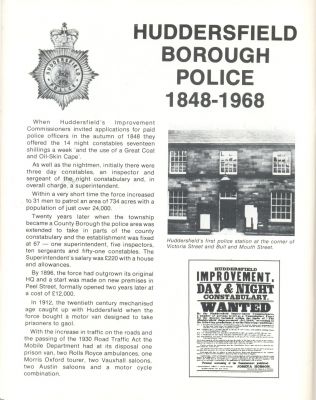 HUDDERSFIELD
BOROUGH
POLICE
1848-1968
When Huddersfield's Improvement
Commissioners invited applications for paid
police officers in the autumn of 1848 they
offered the 14 night constables seventeen
shillings a week 'and the use of a Great Coat
and Oil-Skin Cape'.
As well as the nightmen, initially there were
three day constables, an inspector and
sergeant of the night constabulary and, in
overall charge, a superintendent.
Within a very short time the force increased
to 31 men to patrol an area of 734 acres with a
population of just over 24,000.
Twenty years later when the township
became a County Borough the police area was
extended to take in parts of the county
constabulary and the establishment was fixed
at 67 — one superintendent, five inspectors,
ten sergeants and fifty-one constables. The
Superintendent's salary was £220 with a house
and allowances.
By 1896, the force had outgrown its original
HQ and a start was made on new premises in
Peel Street, formally opened two years later at
a cost of £12,000.
In 1912, the twentieth century mechanised
age caught up with Huddersfield when the
force bought a motor van designed to take
prisoners to gaol.
With the increase in traffic on the roads and
the passing of the 1930 Road Traffic Act the
Mobile Department had at its disposal one
prison van, two Rolls Royce ambulances, one
Morris Oxford tourer, two Vauxhall saloons,
two Austin saloons and a motor cycle
combination.
Huddersfield's first police station at the corner of
Victoria Street and Bull and Mouth Street.
HUDDERSFIELD
IMPROVEMENT.
DAY & NIGHT
CONSTABULARY.
WANTED
JOSHUA HOBSON